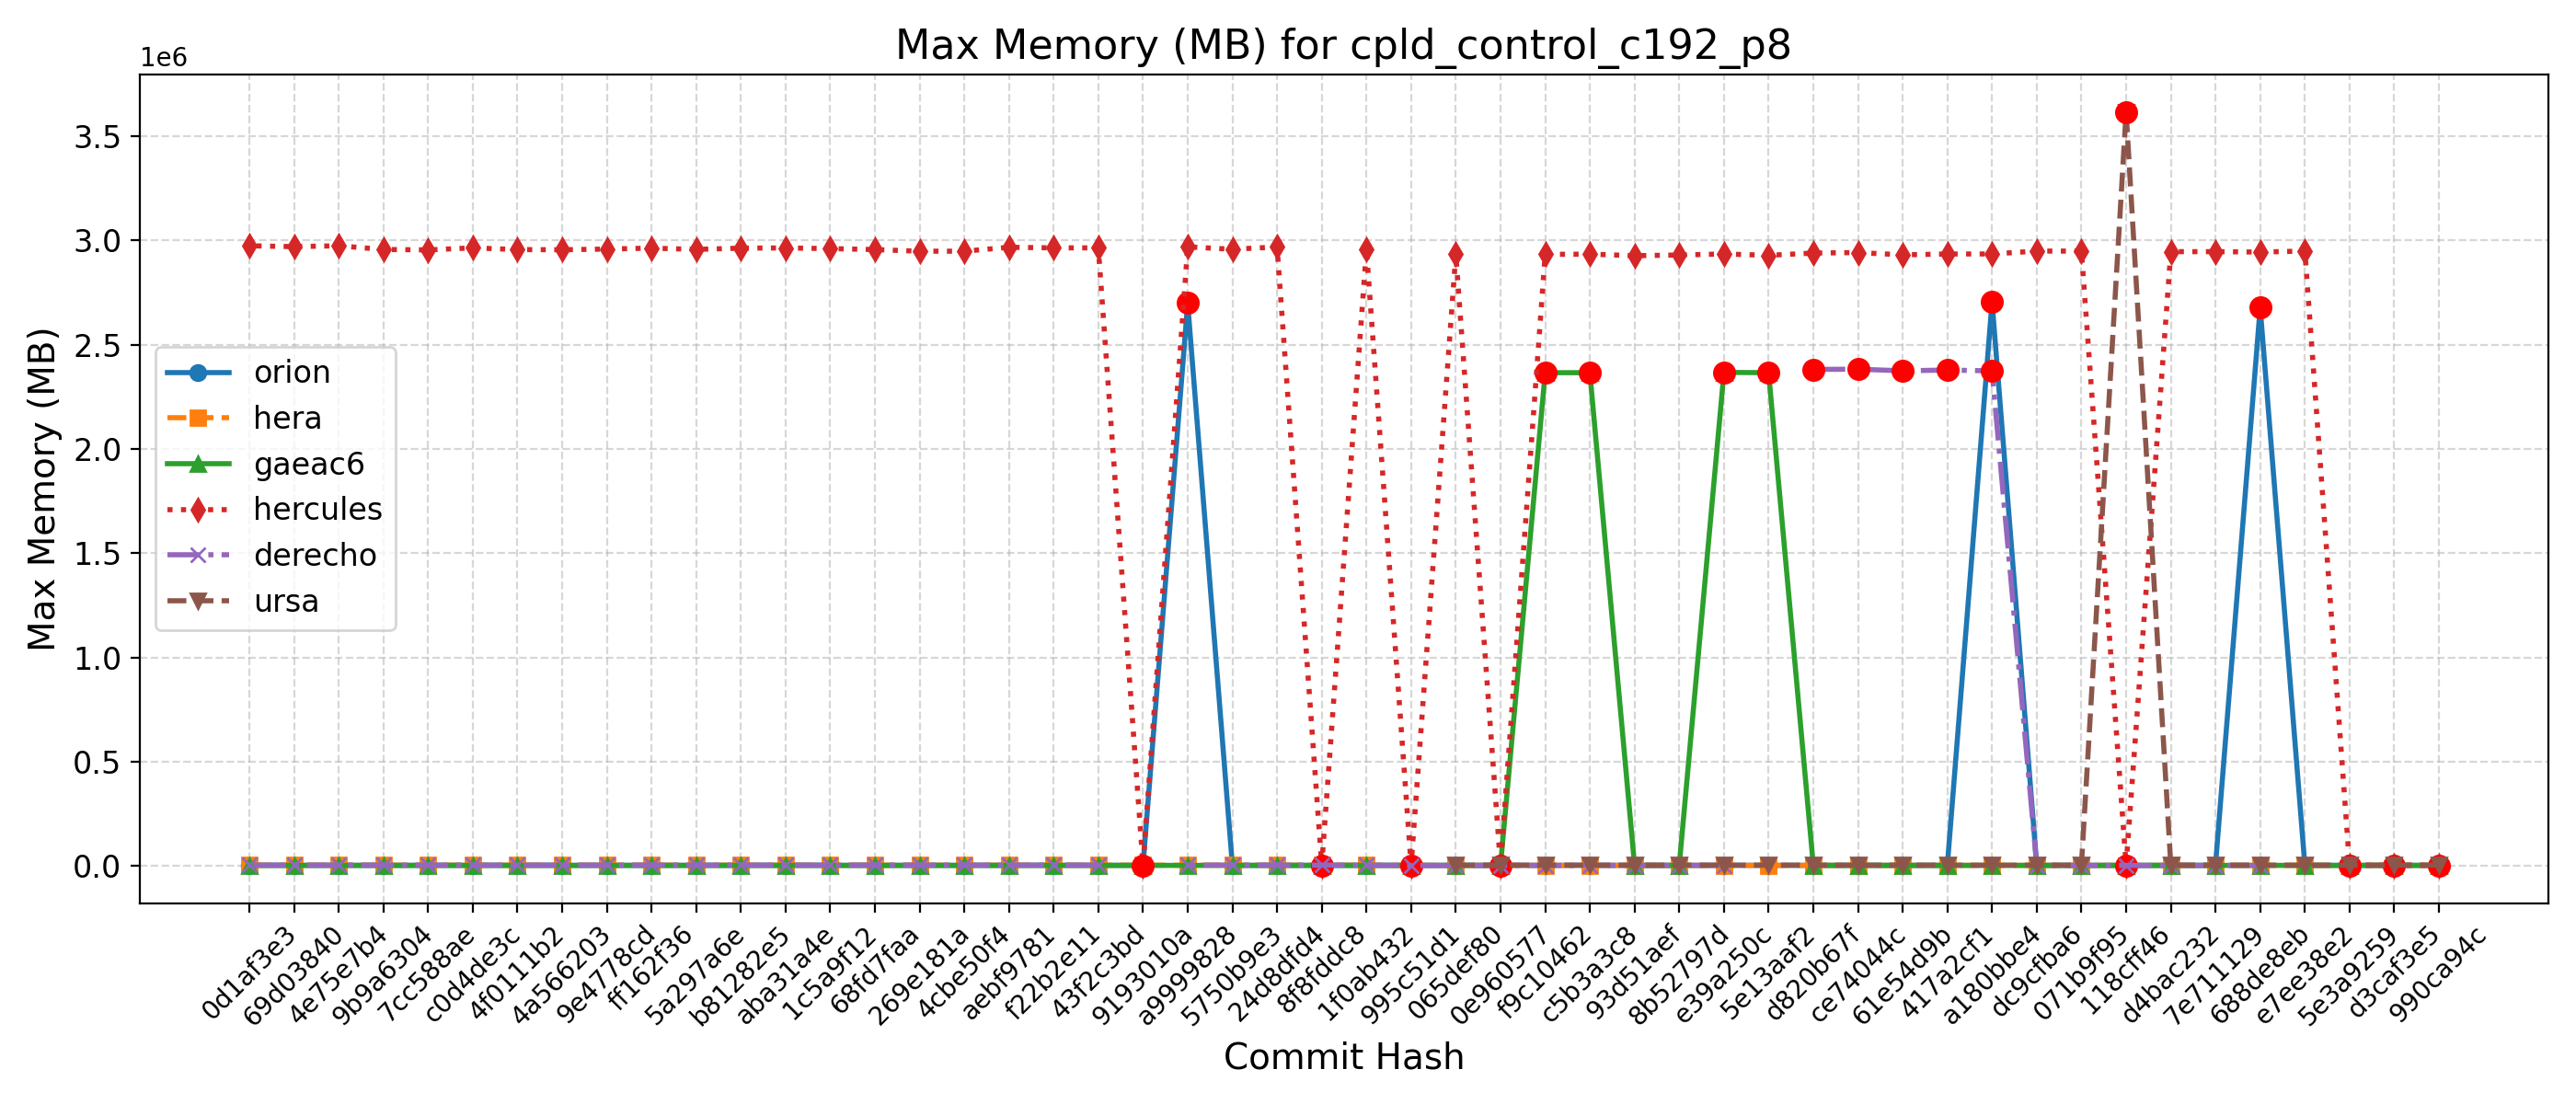 Max Memory (MB) for cpld_control_c192_p8
1e6
3.5
3.0
2.5
2.0
1.5
1.0
0.5
0.0
Max Memory (MB)
orion
hera
gaeac6
hercules
derecho
ursa
0d1af3e3
69d03840
4e75e7b4
9b9a6304
7cc588ae
c0d4de3c
4f0111b2
4a566203
9e4778cd
ff162f36
5a297a6e
b81282e5
aba31a4e
1c5a9f12
68fd7faa
269e181a
4cbe50f4
aebf9781
f22b2e11
43f2c3bd
9193010a
a9999828
5750b9e3
24d8dfd4
8f8fddc8
1f0ab432
995c51d1
065def80
0e960577
f9c10462
c5b3a3c8
93d51aef
8b52797d
e39a250c
5e13aaf2
d820b67f
ce74044c
61e54d9b
417a2cf1
a180bbe4
dc9cfba6
071b9f95
118cff46
d4bac232
7e711129
688de8eb
e7ee38e2
5e3a9259
d3caf3e5
990ca94c
Commit Hash